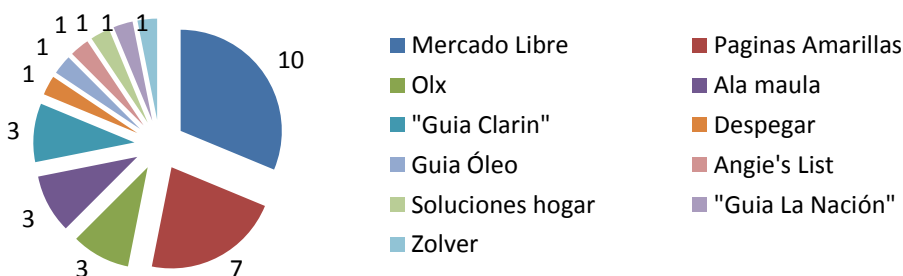 1 1 1 1
1
1
10
3
3
3
7
Mercado Libre
Paginas Amarillas
Olx
Ala maula
"Guia Clarin"
Despegar
Guia Óleo
Angie's List
Soluciones hogar
"Guia La Nación"
Zolver